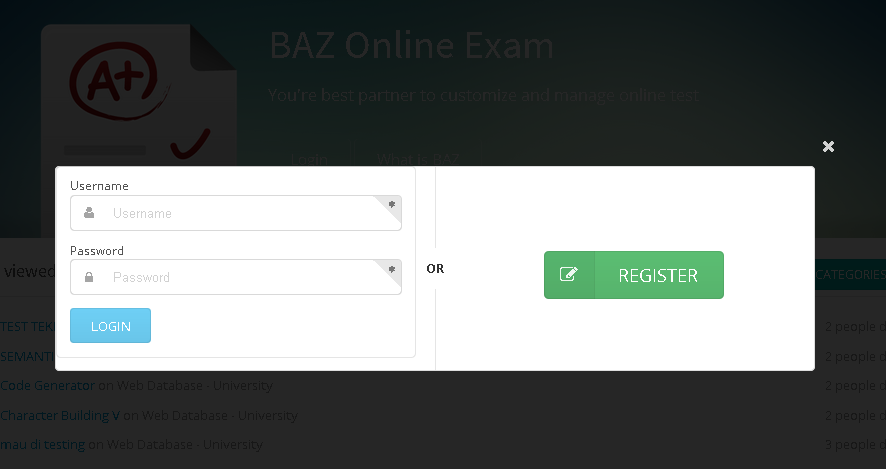 A+
BAZ Online Exam
You're best partner to customize and manage online test
Login What is BAZ
Username
Username
*
Password
Password
*
LOGIN
OR
REGISTER
viewed
CATEGORIES
TEST TEK
2 people d
SEMANTI
2 people d
Code Generator on Web Database - University
2 people d
Character Building V on Web Database - University
2 people d
mau di testing on Web Database - University
3 people d